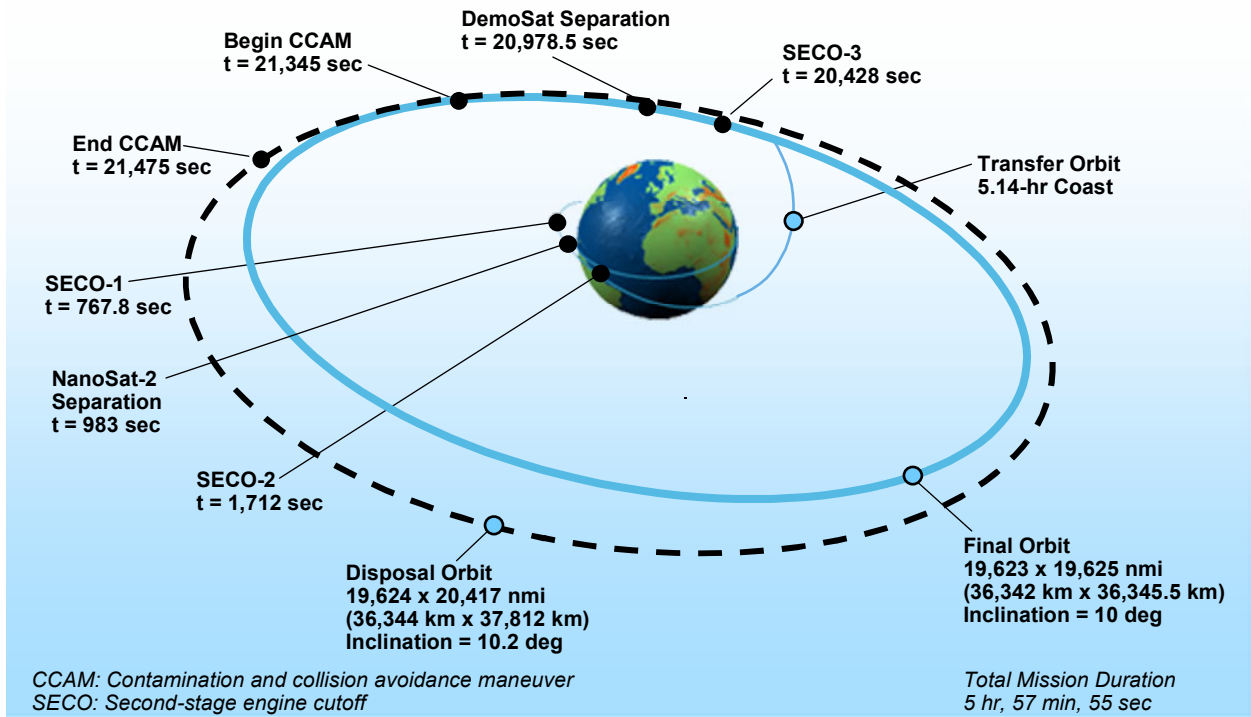 DemoSat Separation
t = 20,978.5 sec
Begin CCAM
t = 21,345 sec
SECO-3
t = 20,428 sec
End CCAM
t = 21,475 sec
Transfer Orbit
5.14-hr Coast
SECO-1
t = 767.8 sec
NanoSat-2
Separation
t = 983 sec
SECO-2
t = 1,712 sec
Disposal Orbit
19,624 x 20,417 nmi
(36,344 km x 37,812 km)
Inclination = 10.2 deg
Final Orbit
19,623 x 19,625 nmi
(36,342 km x 36,345.5 km)
Inclination = 10 deg
CCAM: Contamination and collision avoidance maneuver
SECO: Second-stage engine cutoff
Total Mission Duration
5 hr, 57 min, 55 sec